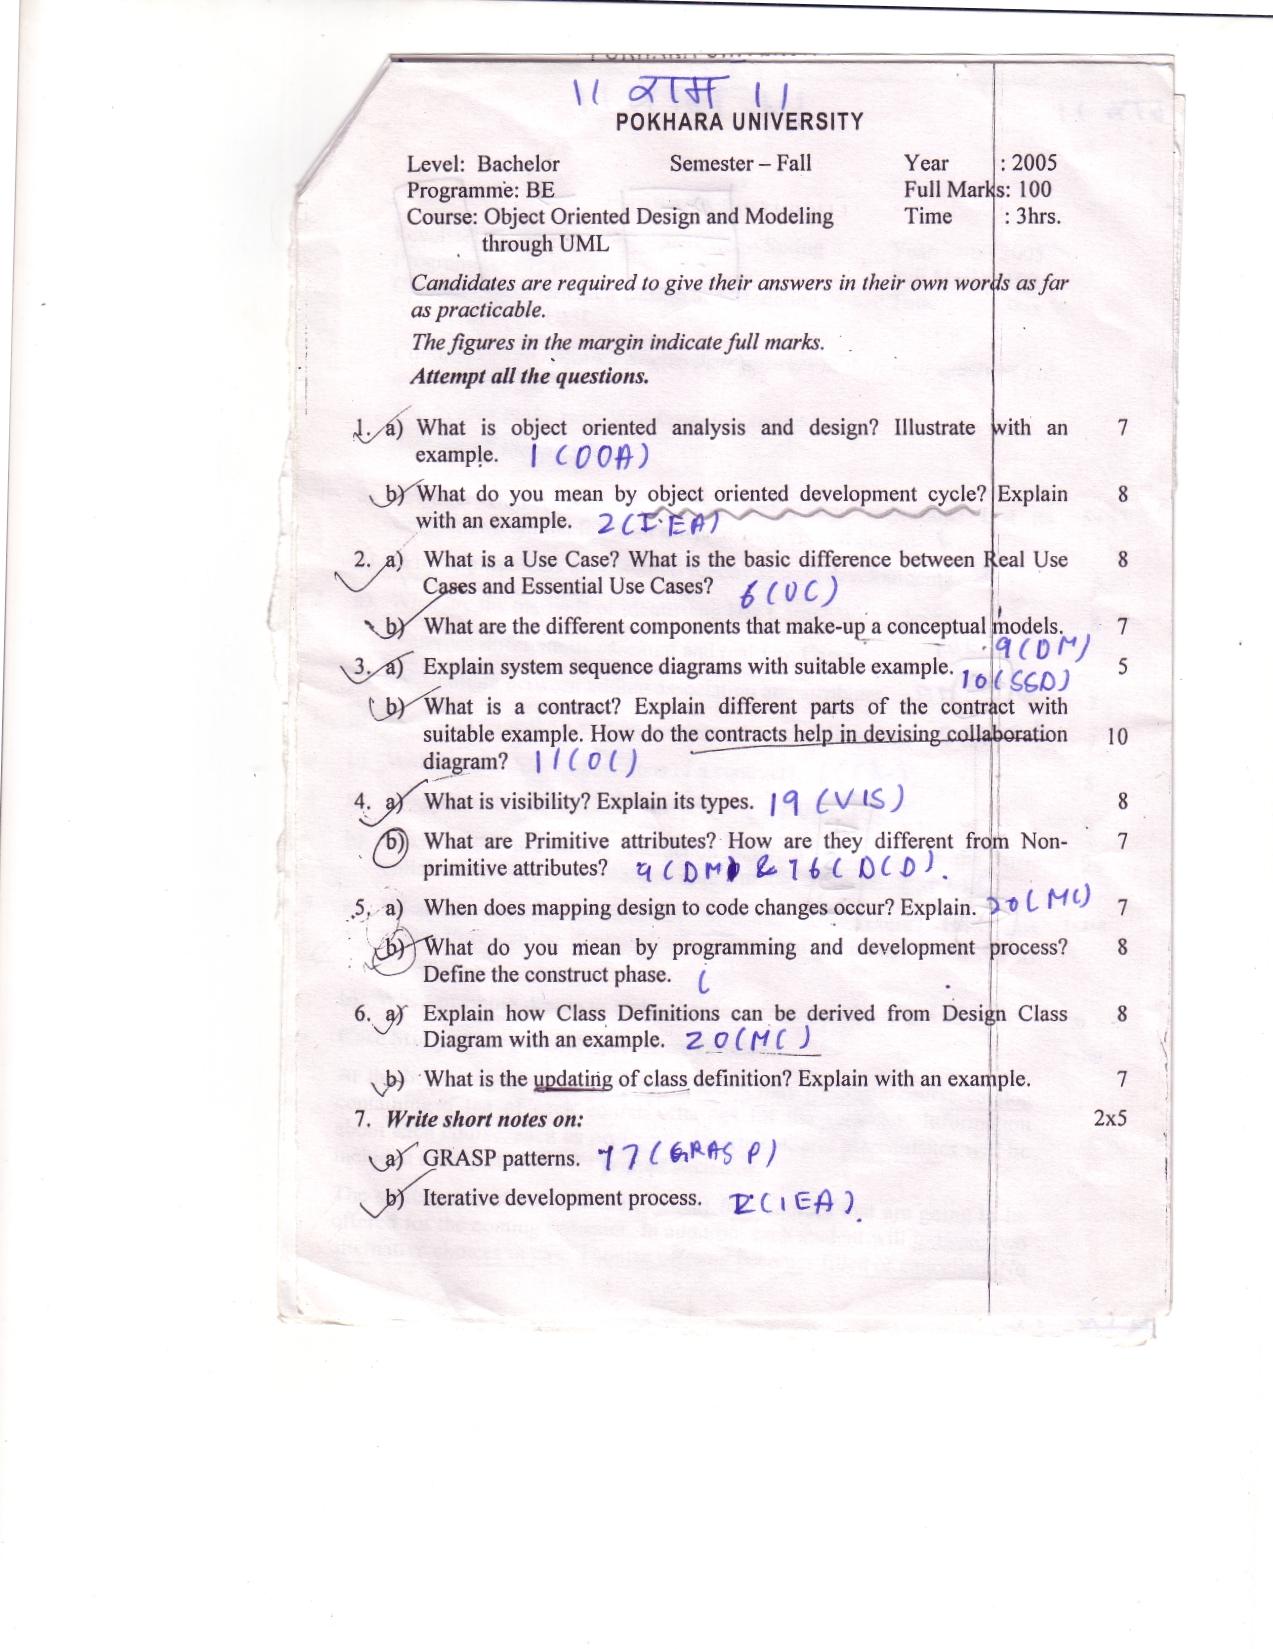 ।। राम ।।
POKHARA UNIVERSITY
Level: Bachelor Semester – Fall Year : 2005
Programme: BE Full Marks: 100
Course: Object Oriented Design and Modeling Time : 3hrs.
through UML
Candidates are required to give their answers in their own words as far
as practicable.
The figures in the margin indicate full marks.
Attempt all the questions.
1. a) What is object oriented analysis and design? Illustrate with an 7
example. 1 (OOA)
b) What do you mean by object oriented development cycle? Explain 8
with an example. 2 (IEA)
2. a) What is a Use Case? What is the basic difference between Real Use 8
Cases and Essential Use Cases? 6 (UC)
b) What are the different components that make-up a conceptual models. 7
9 (DM)
3. a) Explain system sequence diagrams with suitable example. 5
10 (SSD)
b) What is a contract? Explain different parts of the contract with
suitable example. How do the contracts help in devising collaboration 10
diagram? 11 (OC)
4. a) What is visibility? Explain its types. 19 (VIS) 8
b) What are Primitive attributes? How are they different from Non- 7
primitive attributes? 9 (DM) & 16 (DCD).
5. a) When does mapping design to code changes occur? Explain. 20 (MC) 7
b) What do you mean by programming and development process? 8
Define the construct phase. (
6. a) Explain how Class Definitions can be derived from Design Class 8
Diagram with an example. 20 (MC)
b) What is the updating of class definition? Explain with an example. 7
7. Write short notes on: 2x5
a) GRASP patterns. 17 (GRASP)
b) Iterative development process. 2 (IEA).